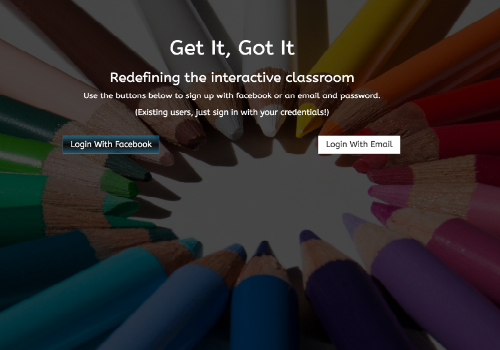 Get It, Got It
Redefining the interactive classroom
Use the buttons below to sign up with facebook or an email and password.
(Existing users, just sign in with your credentials!)
Login With Facebook
Login With Email